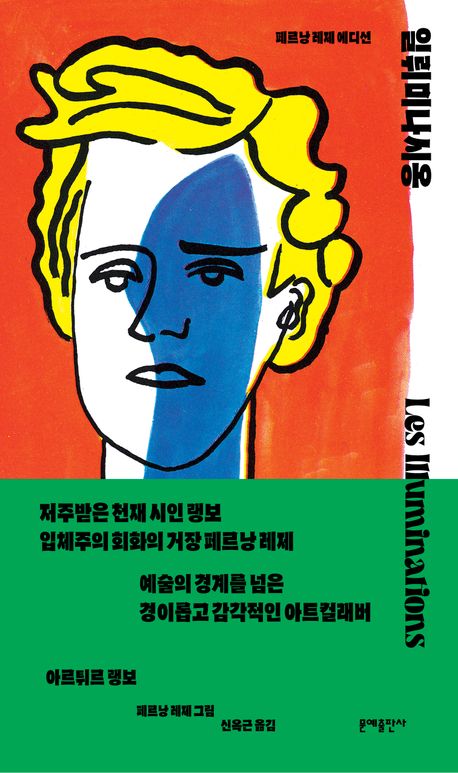 페르낭 레제 에디션
일뤼미나시옹
Les Illuminations
저주받은 천재 시인 랭보
입체주의 회화의 거장 페르낭 레제
예술의 경계를 넘은
경이롭고 감각적인 아트컬래버
아르튀르 랭보
페르낭 레제 그림
신옥근 옮김
문예출판사